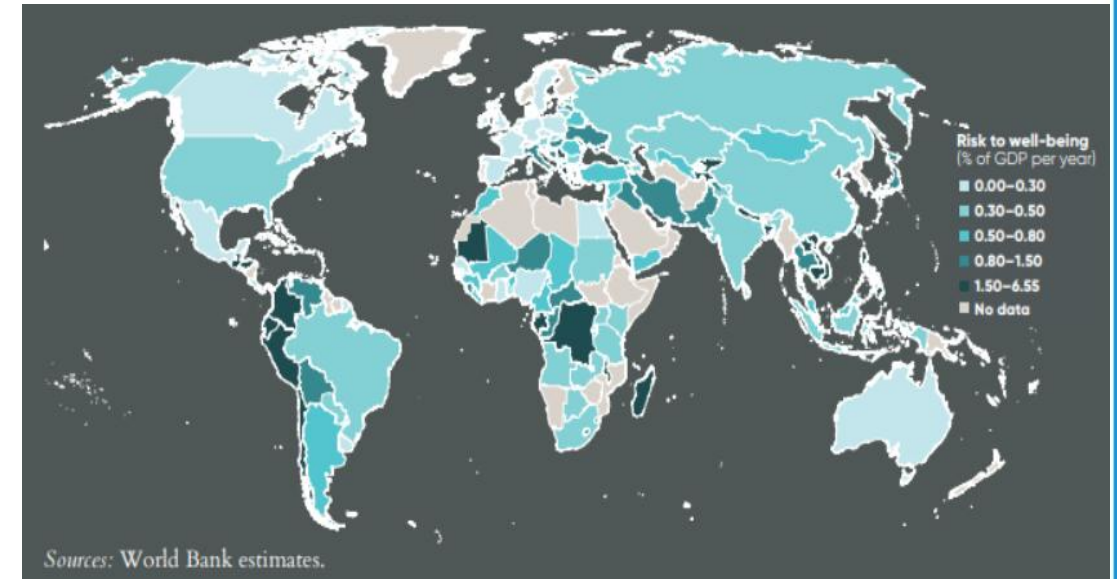 Risk to well-being
(% of GDP per year)
0.00–0.30
0.30–0.50
0.50–0.80
0.80–1.50
1.50–6.55
No data
Sources: World Bank estimates.